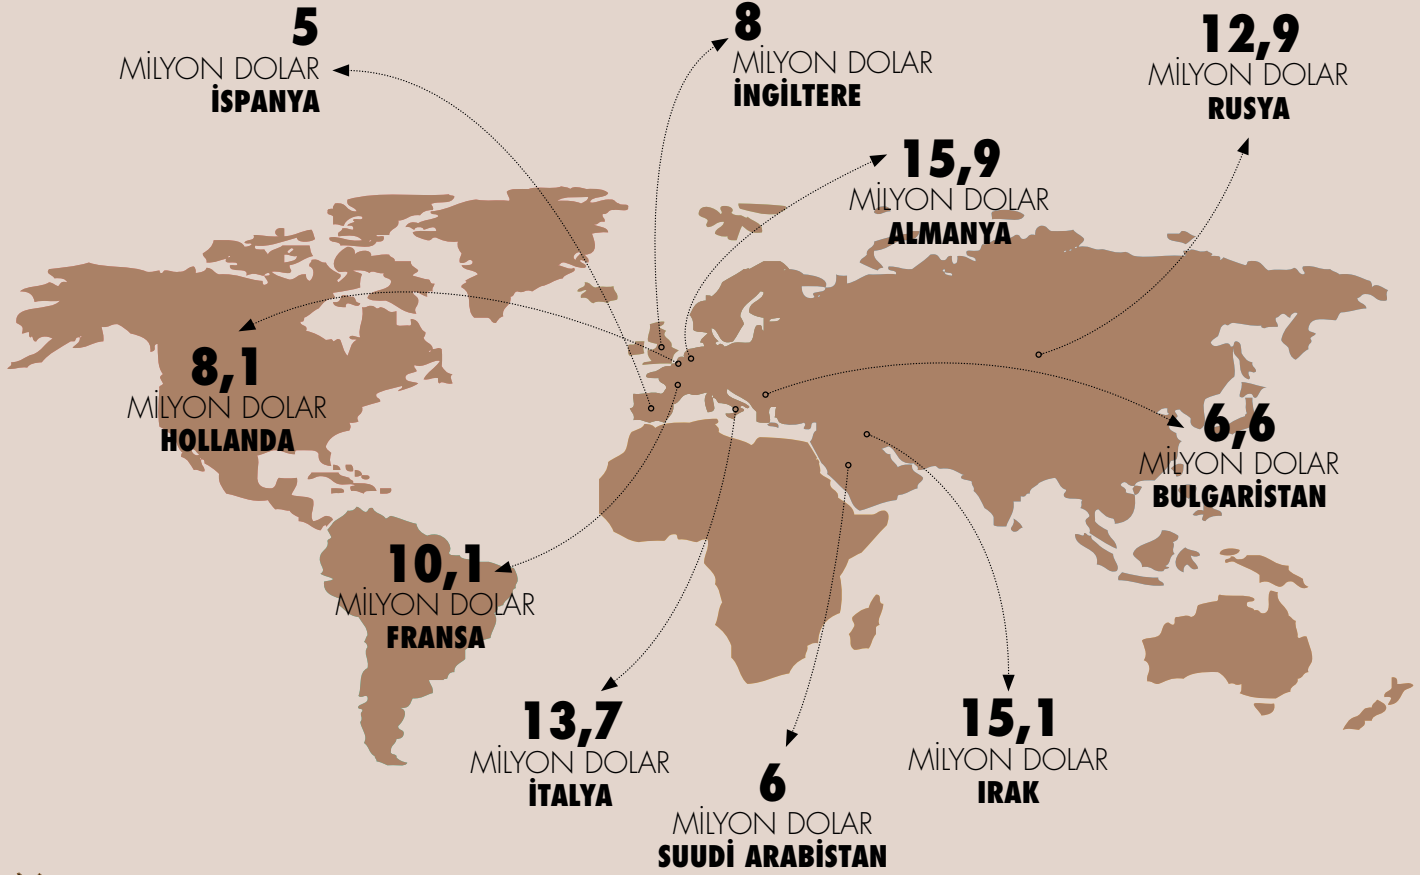 5
MİLYON DOLAR
İSPANYA
8
MİLYON DOLAR
İNGİLTERE
12,9
MİLYON DOLAR
RUSYA
15,9
MİLYON DOLAR
ALMANYA
8,1
MİLYON DOLAR
HOLLANDA
6,6
MİLYON DOLAR
BULGARİSTAN
10,1
MİLYON DOLAR
FRANSA
13,7
MİLYON DOLAR
İTALYA
6
MİLYON DOLAR
SUUDİ ARABİSTAN
15,1
MİLYON DOLAR
IRAK